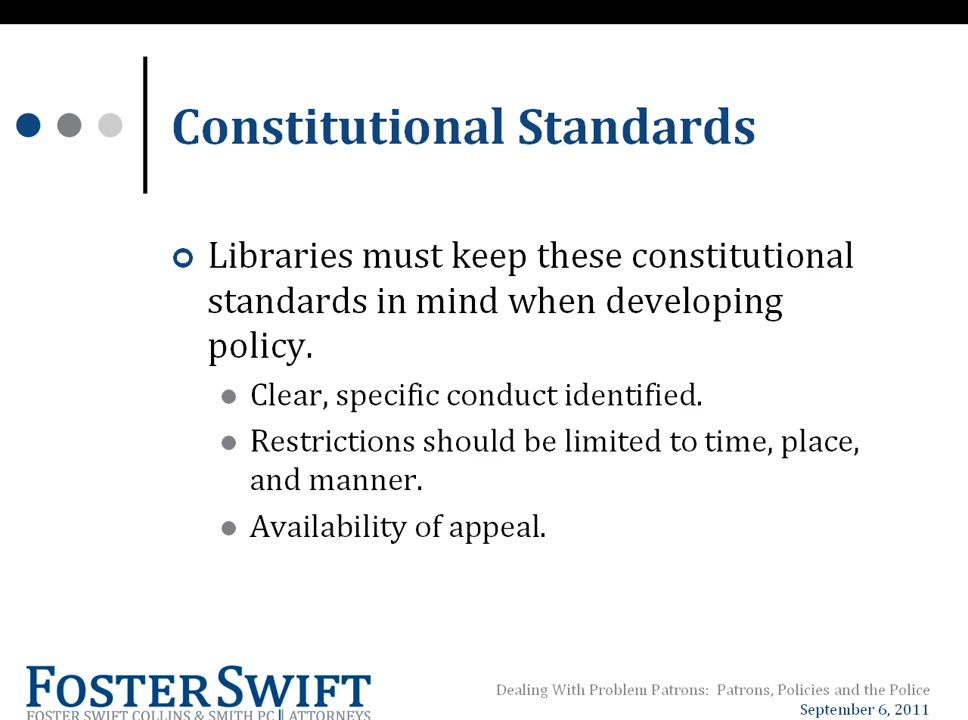 Constitutional Standards
Libraries must keep these constitutional
standards in mind when developing
policy.
Clear, specific conduct identified.
Restrictions should be limited to time, place,
and manner.
Availability of appeal.
FOSTER SWIFT
FOSTER SWIFT COLLINS & SMITH PC || ATTORNEYS
Dealing With Problem Patrons: Patrons, Policies and the Police
September 6, 2011